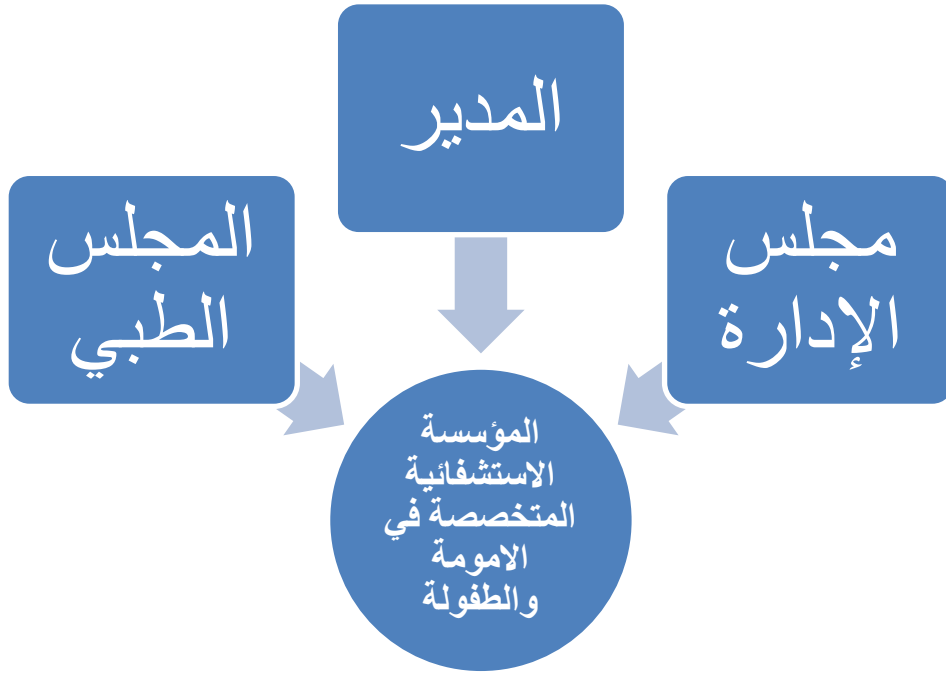 المدير
مجلس
الإدارة
المجلس
الطبي
المؤسسة
الاستشفائية
المتخصصة في
الامومة
والطفولة